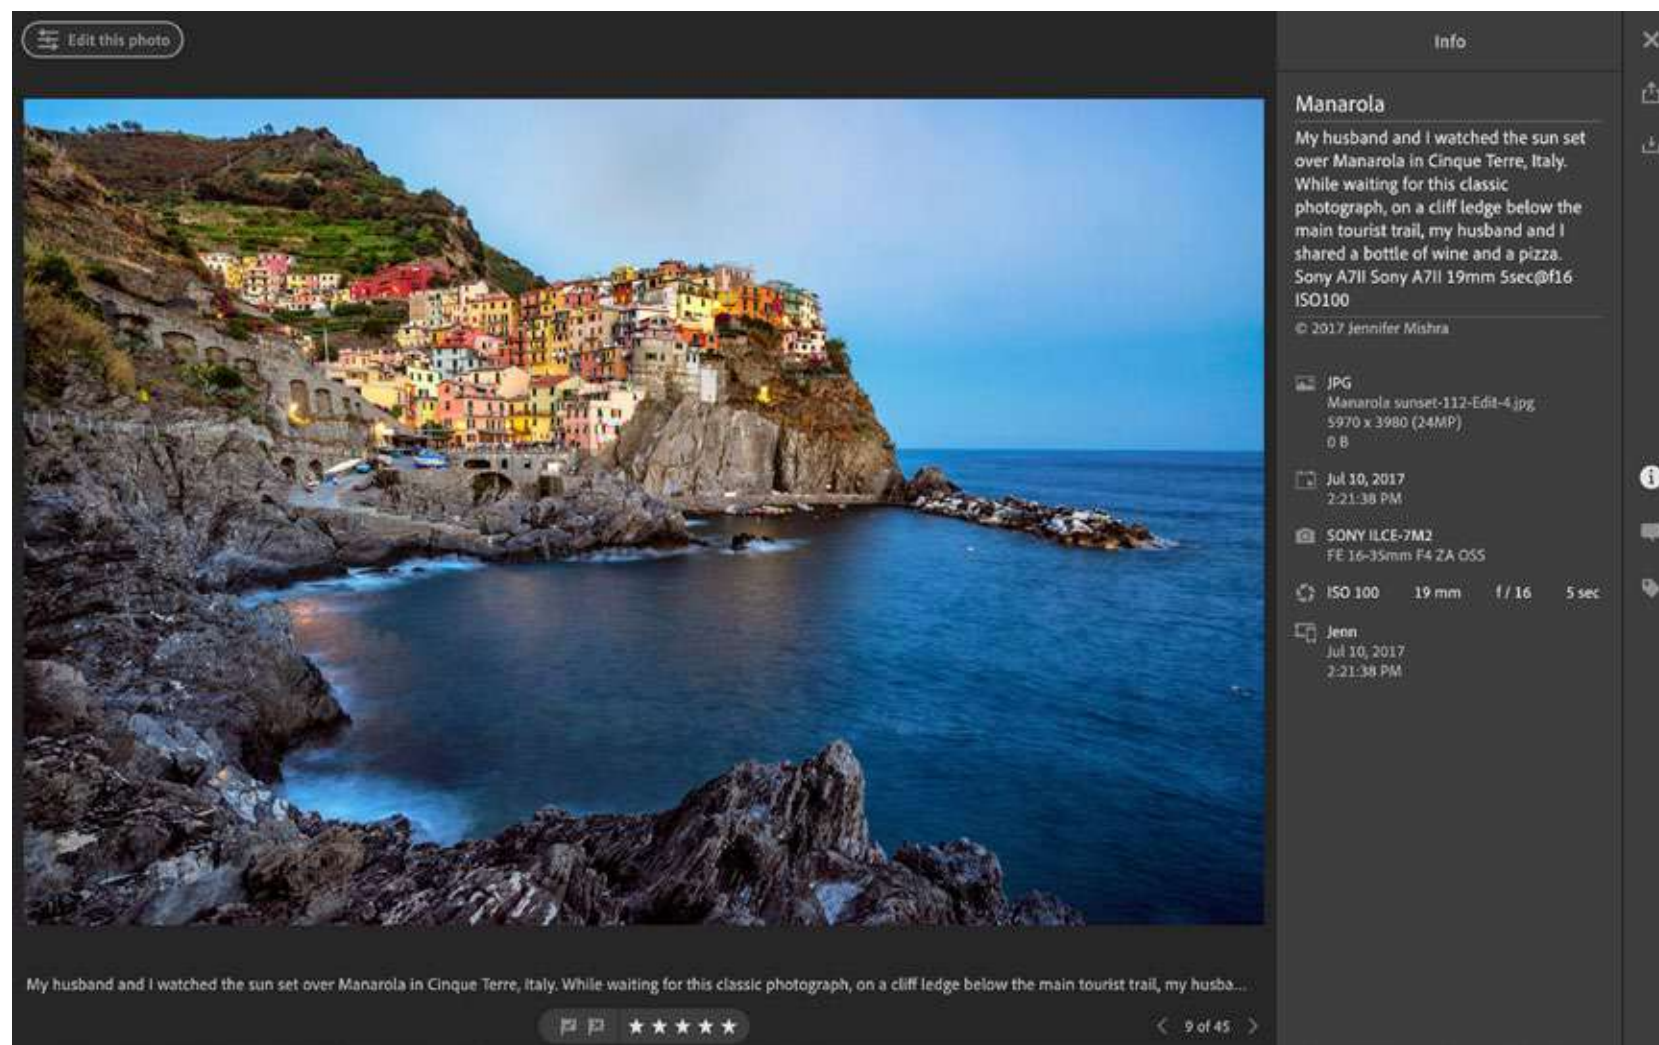 Edit this photo
Info
Manarola
My husband and I watched the sun set
over Manarola in Cinque Terre, Italy.
While waiting for this classic
photograph, on a cliff ledge below the
main tourist trail, my husband and I
shared a bottle of wine and a pizza.
Sony A7II Sony A7II 19mm 5sec@f16
ISO100
© 2017 Jennifer Mishra
JPG
Manarola sunset-112-Edit-4.jpg
5970 x 3980 (24MP)
0 B
Jul 10, 2017
2:21:38 PM
SONY ILCE-7M2
FE 16-35mm F4 ZA OSS
ISO 100 19 mm f / 16 5 sec
Jenn
Jul 10, 2017
2:21:38 PM
My husband and I watched the sun set over Manarola in Cinque Terre, Italy. While waiting for this classic photograph, on a cliff ledge below the main tourist trail, my husba...
9 of 45